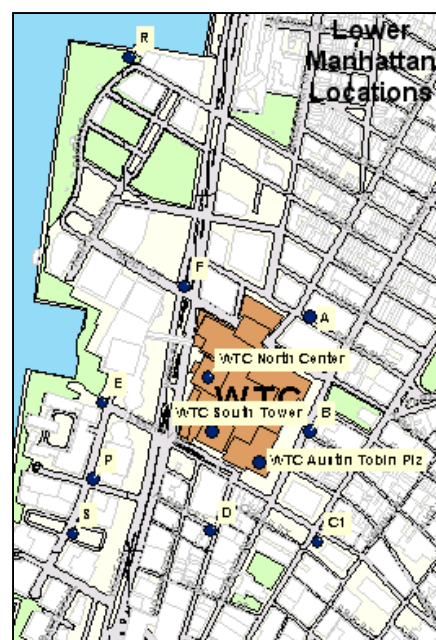 R
Lower
Manhattan
Locations
F
A
WTC North Center
WTC
E
WTC South Tower
B
WTC Austin Tobin Plz
P
S
D
C1